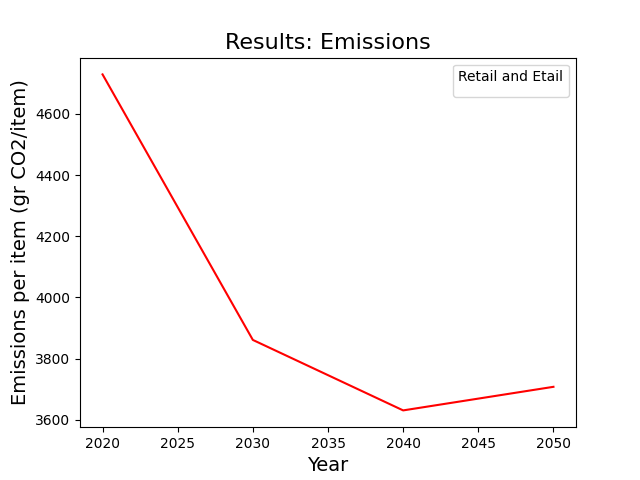 Results: Emissions
Retail and Etail
Emissions per item (gr CO2/item)
4600
4400
4200
4000
3800
3600
2020 2025 2030 2035 2040 2045 2050
Year